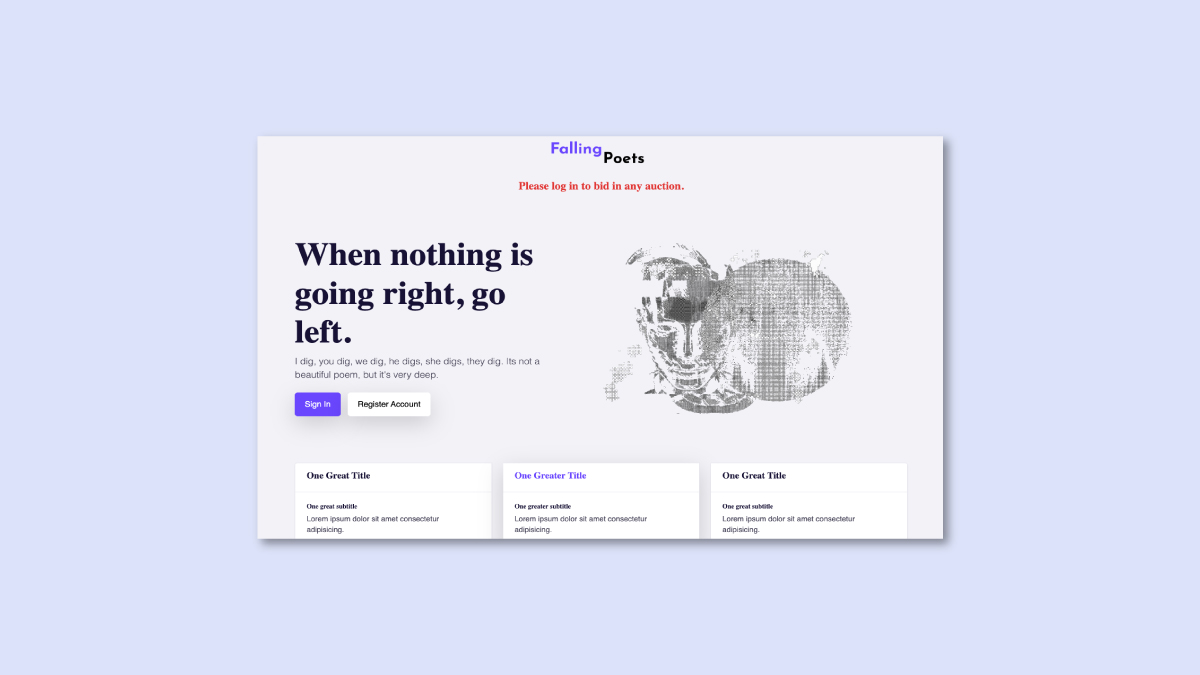 Falling
Poets
Please log in to bid in any auction.
When nothing is
going right, go
left.
I dig, you dig, we dig, he digs, she digs, they dig. Its not a
beautiful poem, but it's very deep.
Sign In
Register Account
One Great Title
One great subtitle
Lorem ipsum dolor sit amet consectetur
adipisicing.
One Greater Title
One greater subtitle
Lorem ipsum dolor sit amet consectetur
adipisicing.
One Great Title
One great subtitle
Lorem ipsum dolor sit amet consectetur
adipisicing.